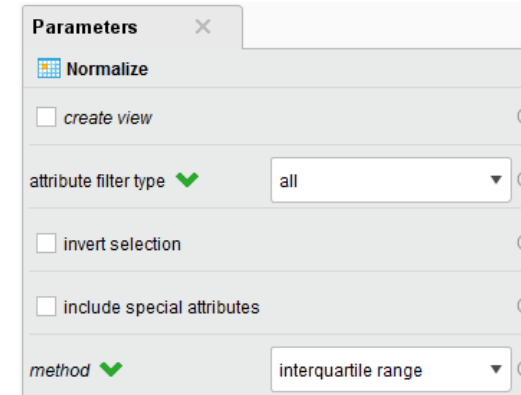 Parameters
Normalize
create view
attribute filter type all
invert selection
include special attributes
method interquartile range